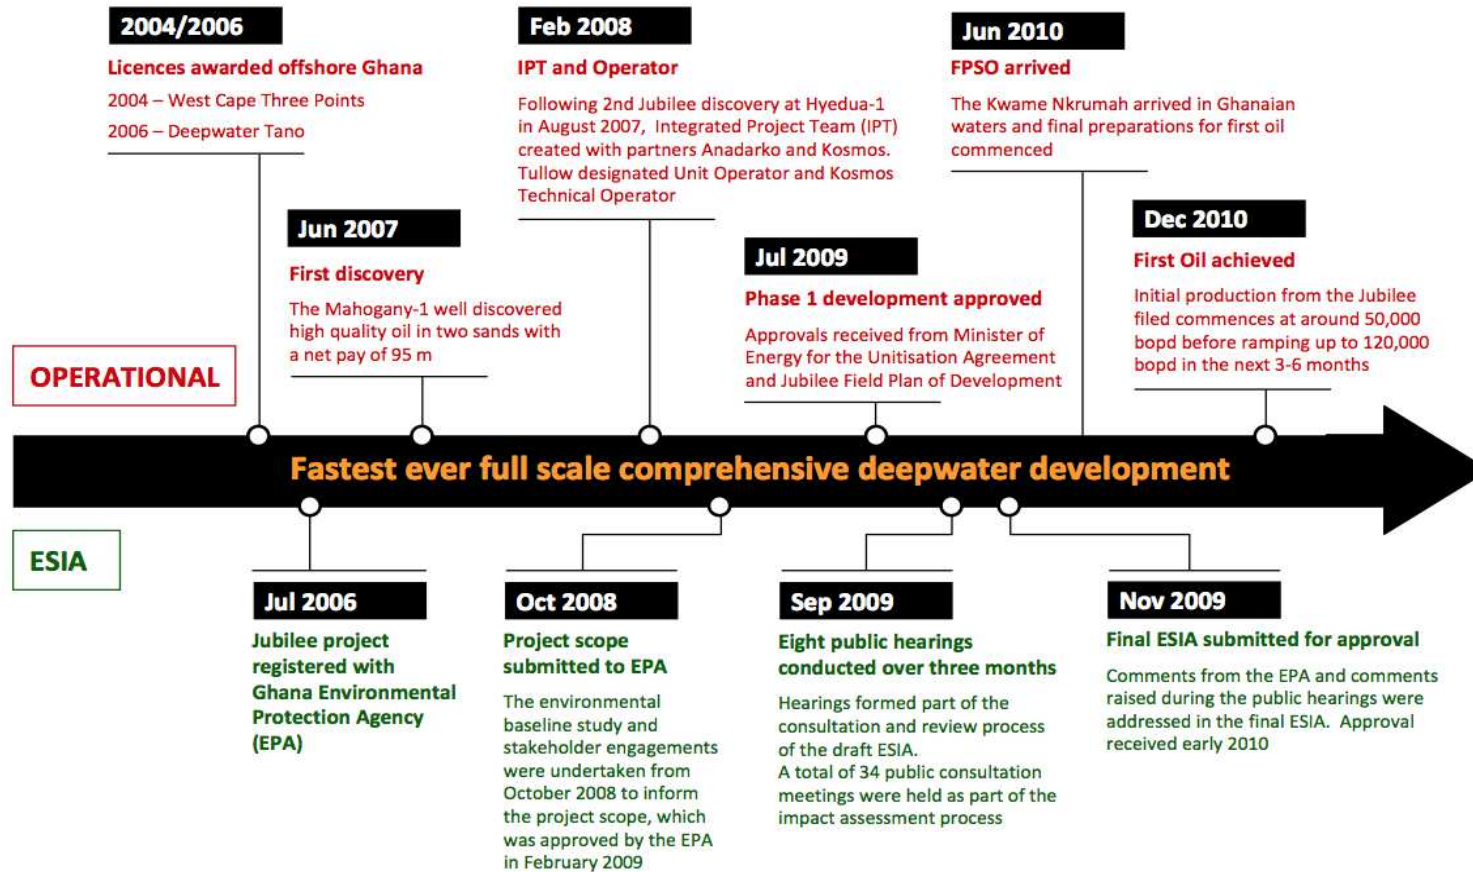 2004/2006
Licences awarded offshore Ghana
2004 – West Cape Three Points
2006 – Deepwater Tano
Jun 2007
First discovery
The Mahogany-1 well discovered
high quality oil in two sands with
a net pay of 95 m
Feb 2008
IPT and Operator
Following 2nd Jubilee discovery at Hyedua-1
in August 2007, Integrated Project Team (IPT)
created with partners Anadarko and Kosmos.
Tullow designated Unit Operator and Kosmos
Technical Operator
Jul 2009
Phase 1 development approved
Approvals received from Minister of
Energy for the Unitisation Agreement
and Jubilee Field Plan of Development
Jun 2010
FPSO arrived
The Kwame Nkrumah arrived in Ghanaian
waters and final preparations for first oil
commenced
Dec 2010
First Oil achieved
Initial production from the Jubilee
filed commences at around 50,000
bopd before ramping up to 120,000
bopd in the next 3-6 months
OPERATIONAL
Fastest ever full scale comprehensive deepwater development
ESIA
Jul 2006
Jubilee project
registered with
Ghana Environmental
Protection Agency
(EPA)
Oct 2008
Project scope
submitted to EPA
The environmental
baseline study and
stakeholder engagements
were undertaken from
October 2008 to inform
the project scope, which
was approved by the EPA
in February 2009
Sep 2009
Eight public hearings
conducted over three months
Hearings formed part of the
consultation and review process
of the draft ESIA.
A total of 34 public consultation
meetings were held as part of the
impact assessment process
Nov 2009
Final ESIA submitted for approval
Comments from the EPA and comments
raised during the public hearings were
addressed in the final ESIA. Approval
received early 2010